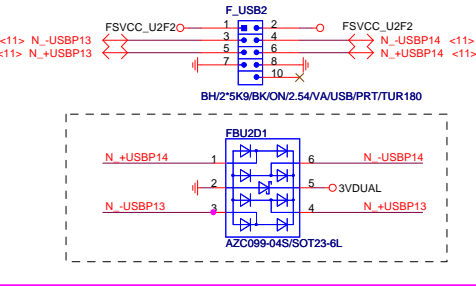 F_USB2
FSVCC_U2F2 1 2 FSVCC_U2F2
<11> N_-USBP13 3 4 N_-USBP14 <11>
<11> N_+USBP13 5 6 N_+USBP14 <11>
7 8
10
BH/2*5K9/BK/ON/2.54/VA/USB/PRT/TUR180
FBU2D1
N_+USBP14 1 6 N_-USBP14
2 5 3VDUAL
N_-USBP13 3 4 N_+USBP13
AZC099-04S/SOT23-6L